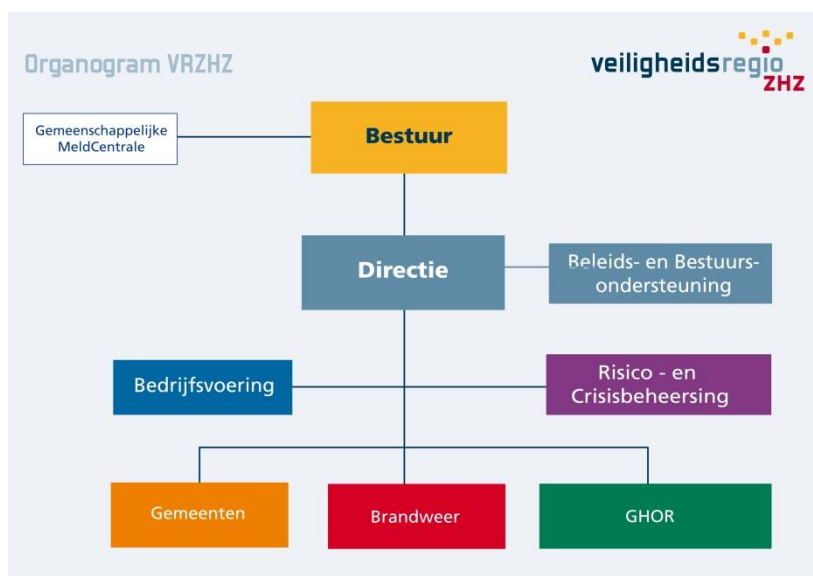 Organogram VRZHZ
veiligheidsregio
ZHZ
Gemeenschappelijke
MeldCentrale
Bestuur
Directie
Beleids- en Bestuurs-
ondersteuning
Bedrijfsvoering
Risico - en
Crisisbeheersing
Gemeenten
Brandweer
GHOR